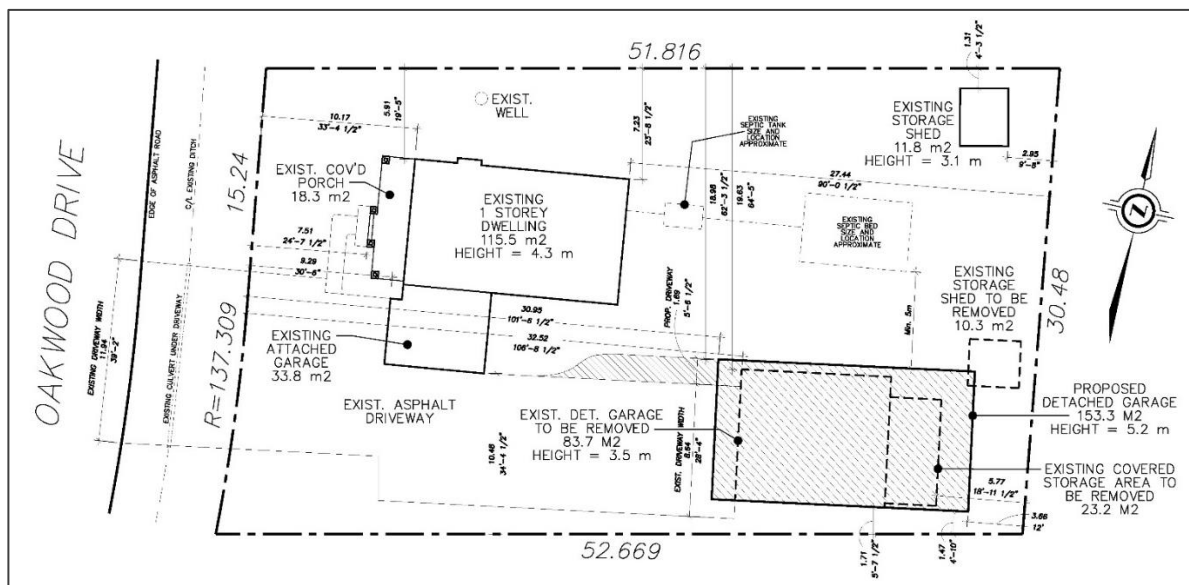 51.816
1.31
4'-3 1/2"
OAKWOOD DRIVE
EDGE OF ASPHALT ROAD
C/L EXISTING DITCH
15.24
10.17
33'-4 1/2"
5.91
19'-5"
EXIST.
WELL
7.23
23'-8 1/2"
EXISTING
SEPTIC TANK
SIZE AND
LOCATION
APPROXIMATE
EXISTING
STORAGE
SHED
11.8 m2
HEIGHT = 3.1 m
2.95
9'-8"
27.44
90'-0 1/2"
EXIST. COV'D
PORCH
18.3 m2
EXISTING
1 STOREY
DWELLING
115.5 m2
HEIGHT = 4.3 m
18.98
62'-3 1/2"
19.63
64'-5"
EXISTING
SEPTIC BED
SIZE AND
LOCATION
APPROXIMATE
Z
7.51
24'-7 1/2"
9.29
30'-6"
EXISTING DRIVEWAY WIDTH
11.94
39'-2"
EXISTING CULVERT UNDER DRIVEWAY
R=137.309
30.95
101'-6 1/2"
32.52
106'-8 1/2"
PROP. DRIVEWAY
1.69
5'-6 1/2"
Min. 5m
EXISTING
STORAGE
SHED TO BE
REMOVED
10.3 m2
30.48
EXISTING
ATTACHED
GARAGE
33.8 m2
EXIST. ASPHALT
DRIVEWAY
10.48
34'-4 1/2"
EXIST. DET. GARAGE
TO BE REMOVED
83.7 M2
HEIGHT = 3.5 m
EXIST. DRIVEWAY WIDTH
8.64
28'-4"
PROPOSED
DETACHED GARAGE
153.3 M2
HEIGHT = 5.2 m
EXISTING COVERED
STORAGE AREA TO
BE REMOVED
23.2 M2
5.77
18'-11 1/2"
3.66
12'
1.71
5'-7 1/2"
1.47
4'-10"
52.669